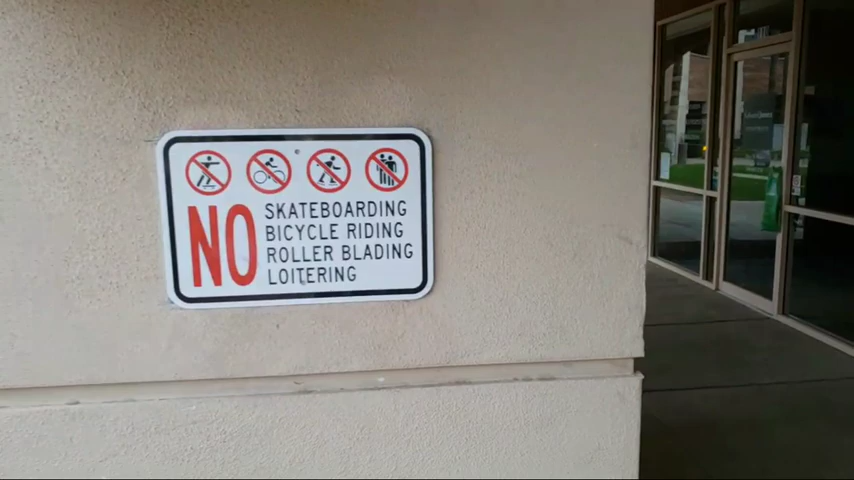 NO
SKATEBOARDING
BICYCLE RIDING
ROLLER BLADING
LOITERING